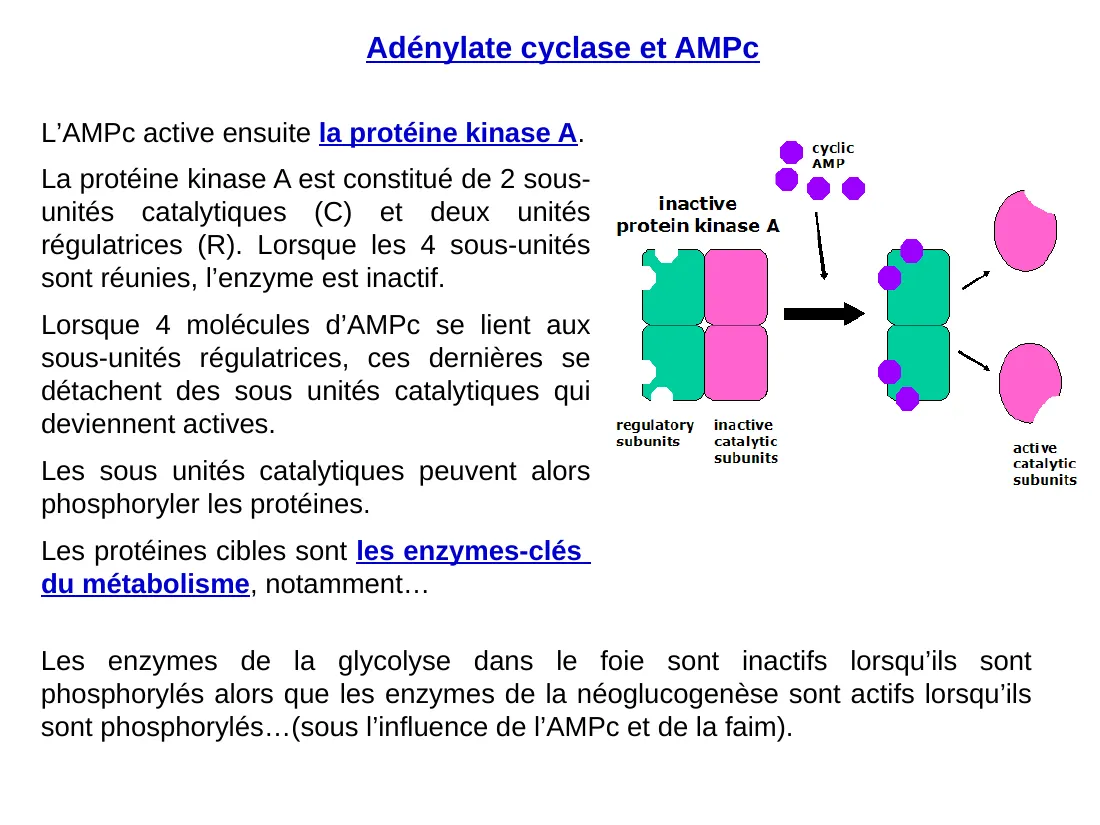 Adénylate cyclase et AMPc
L’AMPc active ensuite la protéine kinase A.
La protéine kinase A est constitué de 2 sous-
unités catalytiques (C) et deux unités
régulatrices (R). Lorsque les 4 sous-unités
sont réunies, l’enzyme est inactif.
Lorsque 4 molécules d’AMPc se lient aux
sous-unités régulatrices, ces dernières se
détachent des sous unités catalytiques qui
deviennent actives.
Les sous unités catalytiques peuvent alors
phosphoryler les protéines.
Les protéines cibles sont les enzymes-clés
du métabolisme, notamment…
cyclic
AMP
inactive
protein kinase A
regulatory
subunits
inactive
catalytic
subunits
active
catalytic
subunits
Les enzymes de la glycolyse dans le foie sont inactifs lorsqu’ils sont
phosphorylés alors que les enzymes de la néoglucogenèse sont actifs lorsqu’ils
sont phosphorylés…(sous l’influence de l’AMPc et de la faim).